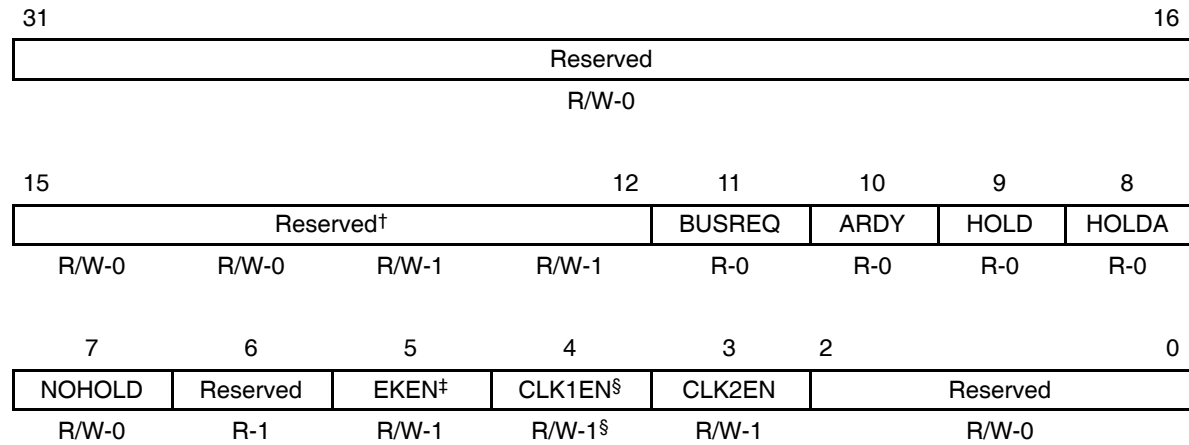 31 16
Reserved
R/W-0
15 12 11 10 9 8
Reserved† BUSREQ ARDY HOLD HOLDA
R/W-0 R/W-0 R/W-1 R/W-1 R-0 R-0 R-0 R-0
7 6 5 4 3 2 0
NOHOLD Reserved EKEN‡ CLK1EN§ CLK2EN Reserved
R/W-0 R-1 R/W-1 R/W-1§ R/W-1 R/W-0